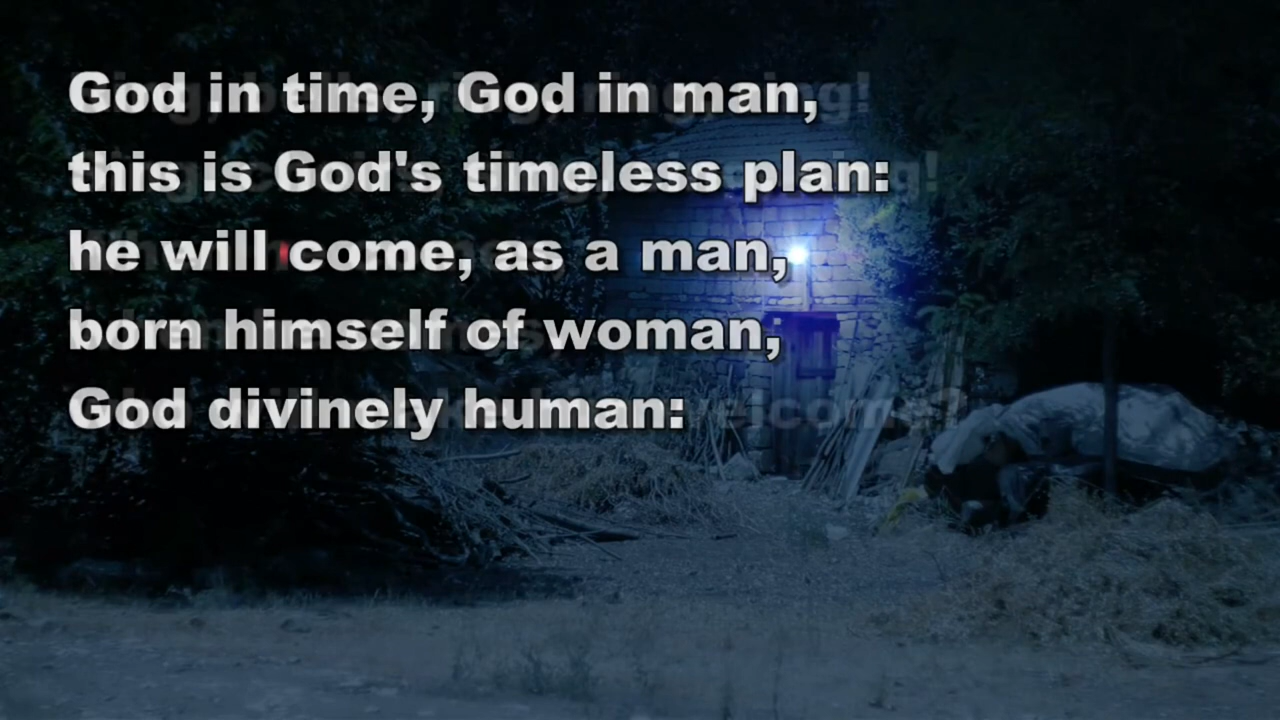 God in time, God in man,
this is God's timeless plan:
he will come, as a man,
born himself of woman,
God divinely human: